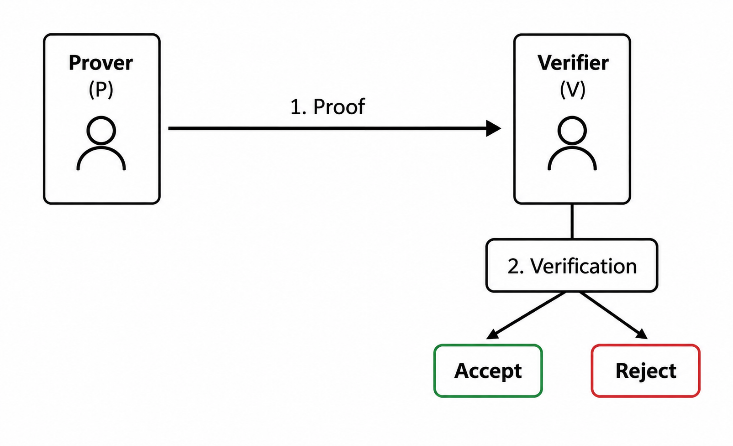 Prover
(P)
1. Proof
Verifier
(V)
2. Verification
Accept
Reject